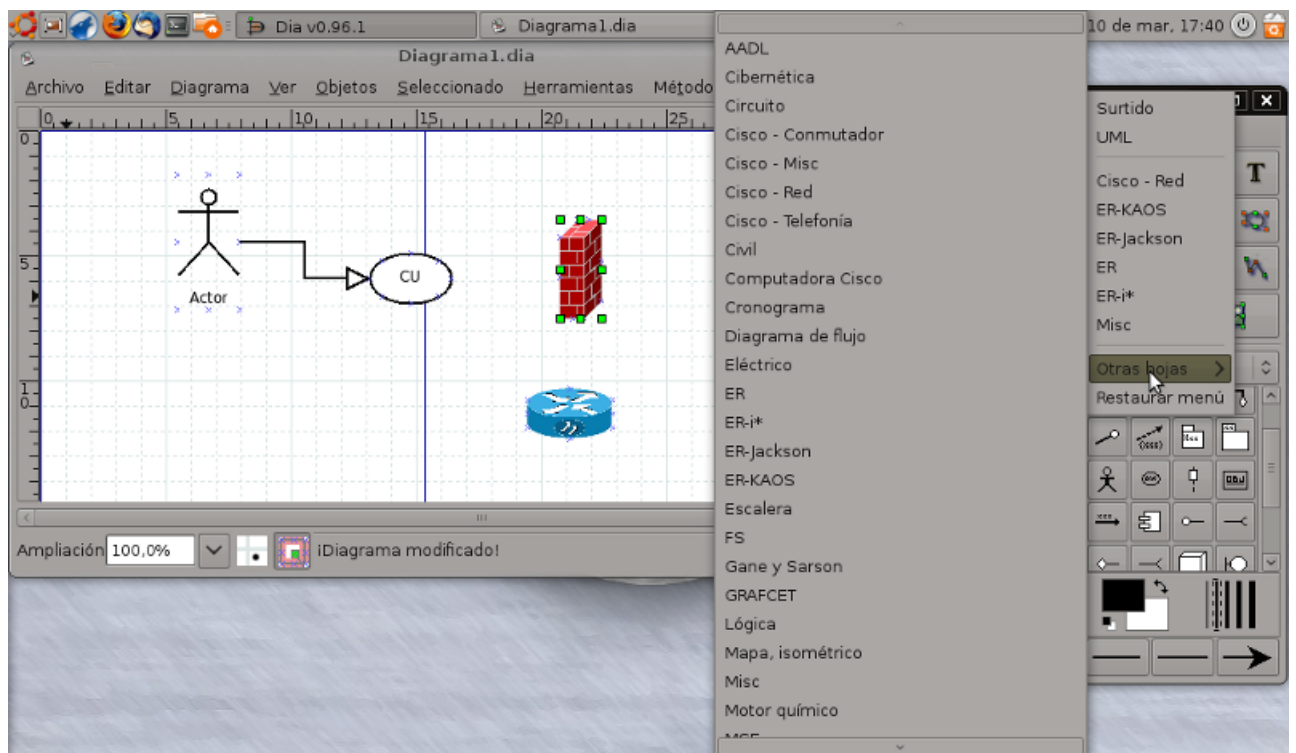 Dia v0.96.1
Diagrama1.dia
10 de mar, 17:40
Diagrama1.dia
Archivo Editar Diagrama Ver Objetos Seleccionado Herramientas Método
0 5 10 15 20 25
0
5
10
Actor
CU
Ampliación 100,0% ¡Diagrama modificado!
AADL
Cibernética
Circuito
Cisco - Conmutador
Cisco - Misc
Cisco - Red
Cisco - Telefonía
Civil
Computadora Cisco
Cronograma
Diagrama de flujo
Eléctrico
ER
ER-i*
ER-Jackson
ER-KAOS
Escalera
FS
Gane y Sarson
GRAFCET
Lógica
Mapa, isométrico
Misc
Motor químico
Surtido
UML
Cisco - Red
ER-KAOS
ER-Jackson
ER
ER-i*
Misc
Otras hojas
Restaurar menú
T